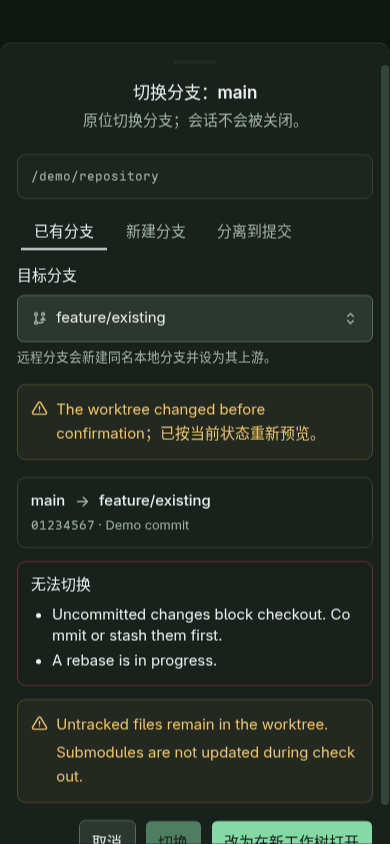 切换分支：main
原位切换分支；会话不会被关闭。
/demo/repository
已有分支 新建分支 分离到提交
目标分支
feature/existing
远程分支会新建同名本地分支并设为其上游。
The worktree changed before
confirmation；已按当前状态重新预览。
main → feature/existing
01234567 · Demo commit
无法切换
• Uncommitted changes block checkout. Co
mmit or stash them first.
• A rebase is in progress.
Untracked files remain in the worktree.
Submodules are not updated during check
out.
取消 切换 改为在新工作树打开